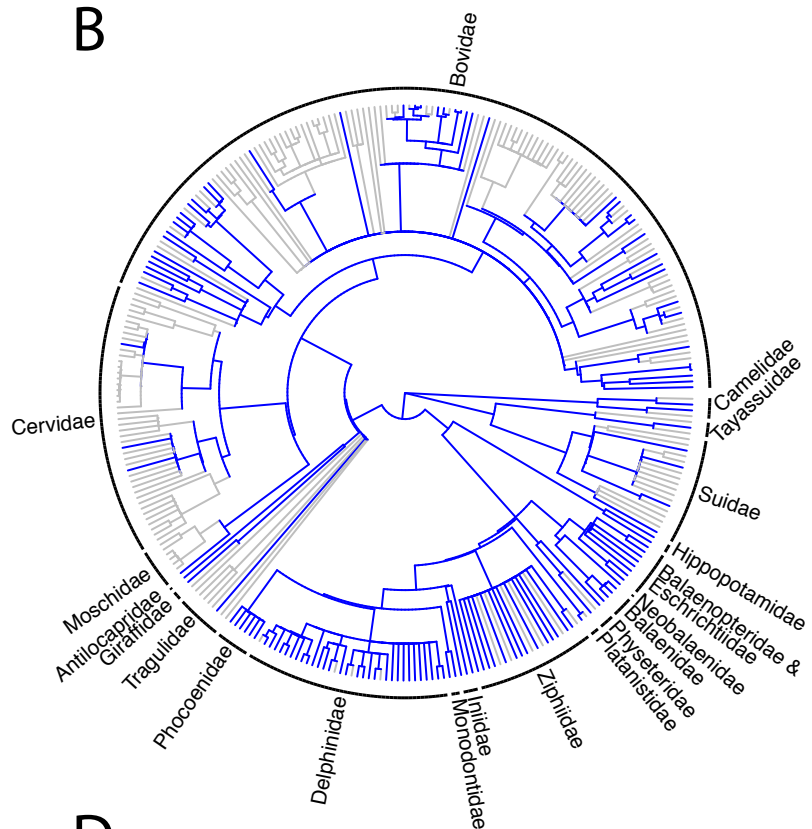 B
Bovidae
Camelidae
Tayassuidae
Suidae
Hippopotamidae
Balaenopteridae &
Eschrichtiidae
Neobalaenidae
Balaenidae
Physeteridae
Platanistidae
Ziphiidae
Iniidae
Monodontidae
Delphinidae
Phocoenidae
Tragulidae
Giraffidae
Antilocapridae
Moschidae
Cervidae
D